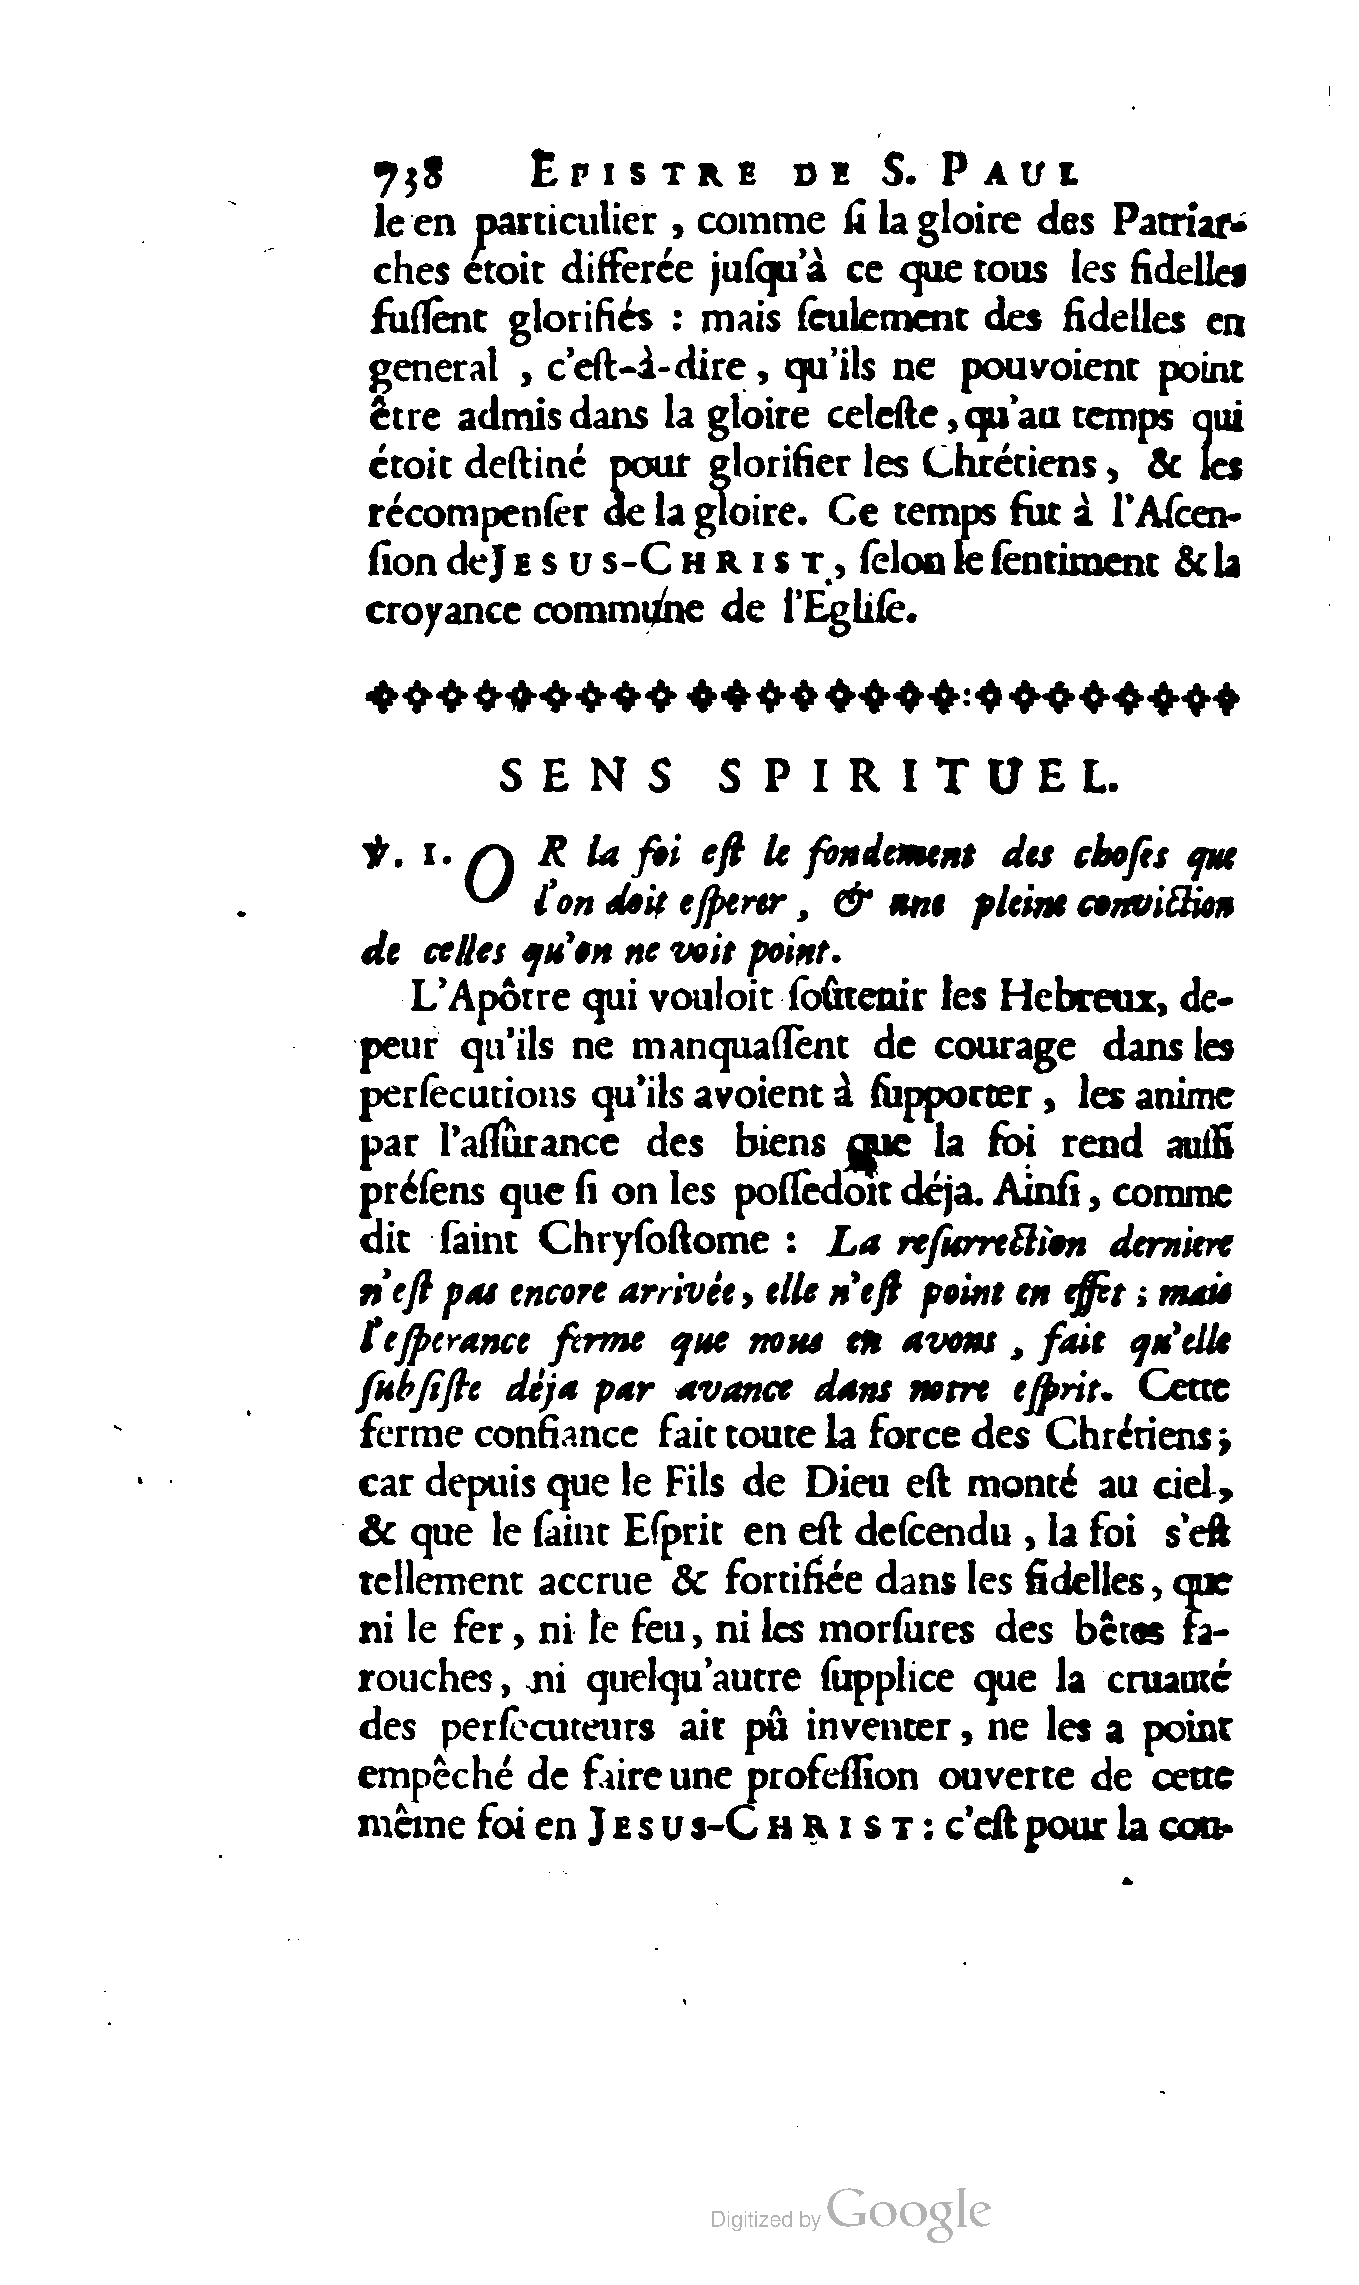 738 EPISTRE DE S. PAUL
le en particulier , comme ſi la gloire des Patriar-
ches étoit differée juſqu'à ce que tous les fidelles
fuſſent glorifiés : mais ſeulement des fidelles en
general , c'eſt-à-dire , qu'ils ne pouvoient point
être admis dans la gloire celeſte , qu'au temps qui
étoit deſtiné pour glorifier les Chrétiens , & les
récompenſer de la gloire. Ce temps fut à l'Aſcen-
ſion de JESUS-CHRIST, ſelon le ſentiment & la
croyance commune de l'Egliſe.
SENS SPIRITUEL.
℣. 1. OR la foi eſt le fondement des choſes que
l'on doit eſperer , & une pleine conviction
de celles qu'on ne voit point.
L'Apôtre qui vouloit ſoûtenir les Hebreux, de-
peur qu'ils ne manquaſſent de courage dans les
perſecutions qu'ils avoient à ſupporter , les anime
par l'aſſûrance des biens que la foi rend auſſi
préſens que ſi on les poſſedoit déja. Ainſi , comme
dit ſaint Chryſoſtome : La reſurrection derniere
n'eſt pas encore arrivée , elle n'eſt point en effet ; mais
l'eſperance ferme que nous en avons , fait qu'elle
ſubſiſte déja par avance dans notre eſprit. Cette
ferme confiance fait toute la force des Chrétiens ;
car depuis que le Fils de Dieu eſt monté au ciel ,
& que le ſaint Eſprit en eſt deſcendu , la foi s'eſt
tellement accrue & fortifiée dans les fidelles , que
ni le fer , ni le feu , ni les morſures des bêtes fa-
rouches , ni quelqu'autre ſupplice que la cruauté
des perſecuteurs ait pû inventer , ne les a point
empêché de faire une profeſſion ouverte de cette
même foi en JESUS-CHRIST : c'eſt pour la con-
Digitized by Google